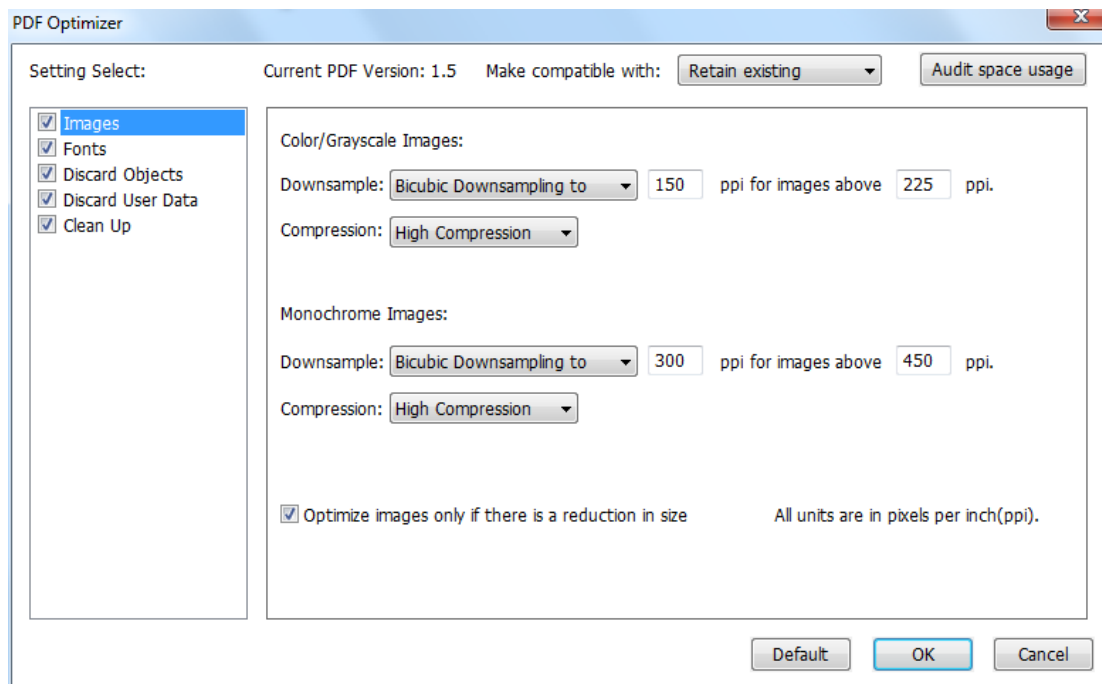 PDF Optimizer
Setting Select: Current PDF Version: 1.5 Make compatible with: Retain existing Audit space usage
Images
Fonts
Discard Objects
Discard User Data
Clean Up
Color/Grayscale Images:
Downsample: Bicubic Downsampling to 150 ppi for images above 225 ppi.
Compression: High Compression
Monochrome Images:
Downsample: Bicubic Downsampling to 300 ppi for images above 450 ppi.
Compression: High Compression
Optimize images only if there is a reduction in size All units are in pixels per inch(ppi).
Default OK Cancel